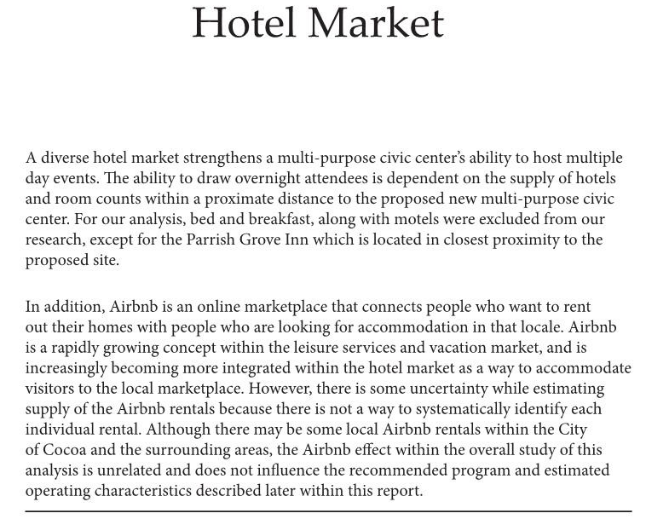 Hotel Market
A diverse hotel market strengthens a multi-purpose civic center's ability to host multiple
day events. The ability to draw overnight attendees is dependent on the supply of hotels
and room counts within a proximate distance to the proposed new multi-purpose civic
center. For our analysis, bed and breakfast, along with motels were excluded from our
research, except for the Parrish Grove Inn which is located in closest proximity to the
proposed site.
In addition, Airbnb is an online marketplace that connects people who want to rent
out their homes with people who are looking for accommodation in that locale. Airbnb
is a rapidly growing concept within the leisure services and vacation market, and is
increasingly becoming more integrated within the hotel market as a way to accommodate
visitors to the local marketplace. However, there is some uncertainty while estimating
supply of the Airbnb rentals because there is not a way to systematically identify each
individual rental. Although there may be some local Airbnb rentals within the City
of Cocoa and the surrounding areas, the Airbnb effect within the overall study of this
analysis is unrelated and does not influence the recommended program and estimated
operating characteristics described later within this report.